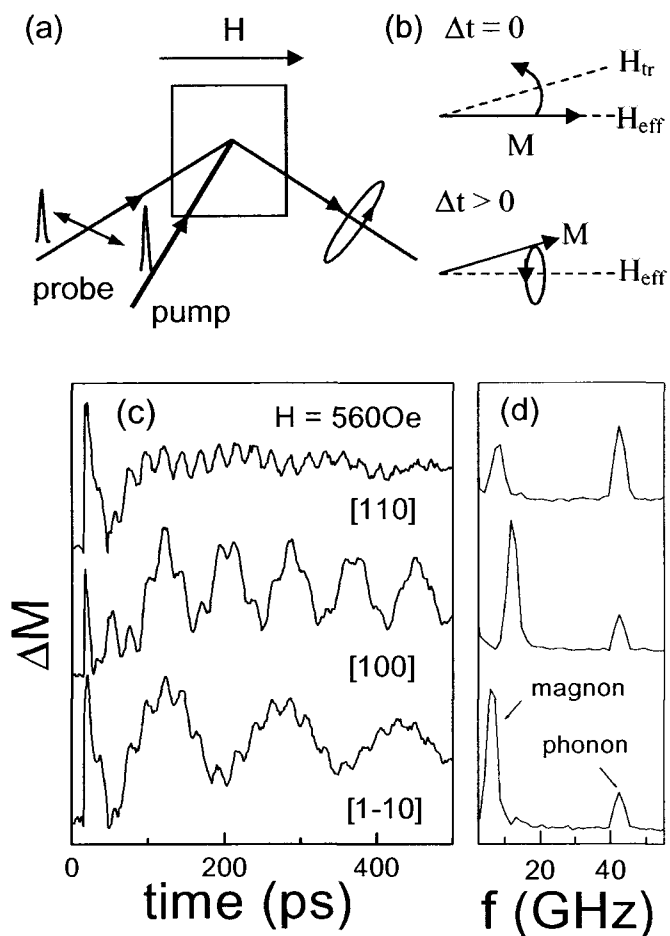 (a)
H
probe
pump
(b)
Δt = 0
H_tr
H_eff
M
Δt > 0
M
H_eff
(c)
H = 560Oe
[110]
[100]
[1-10]
ΔM
0
200
400
time (ps)
(d)
magnon
phonon
20
40
f (GHz)